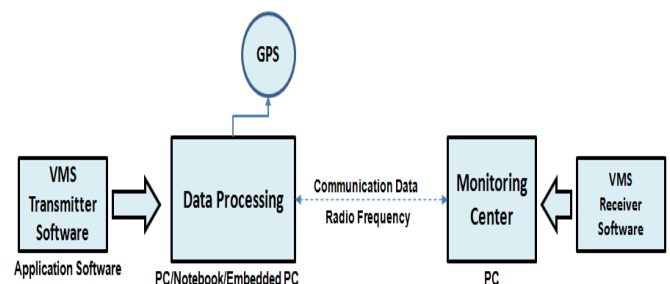 GPS
VMS
Transmitter
Software
Application Software
Data Processing
PC/Notebook/Embedded PC
Communication Data
Radio Frequency
Monitoring
Center
PC
VMS
Receiver
Software